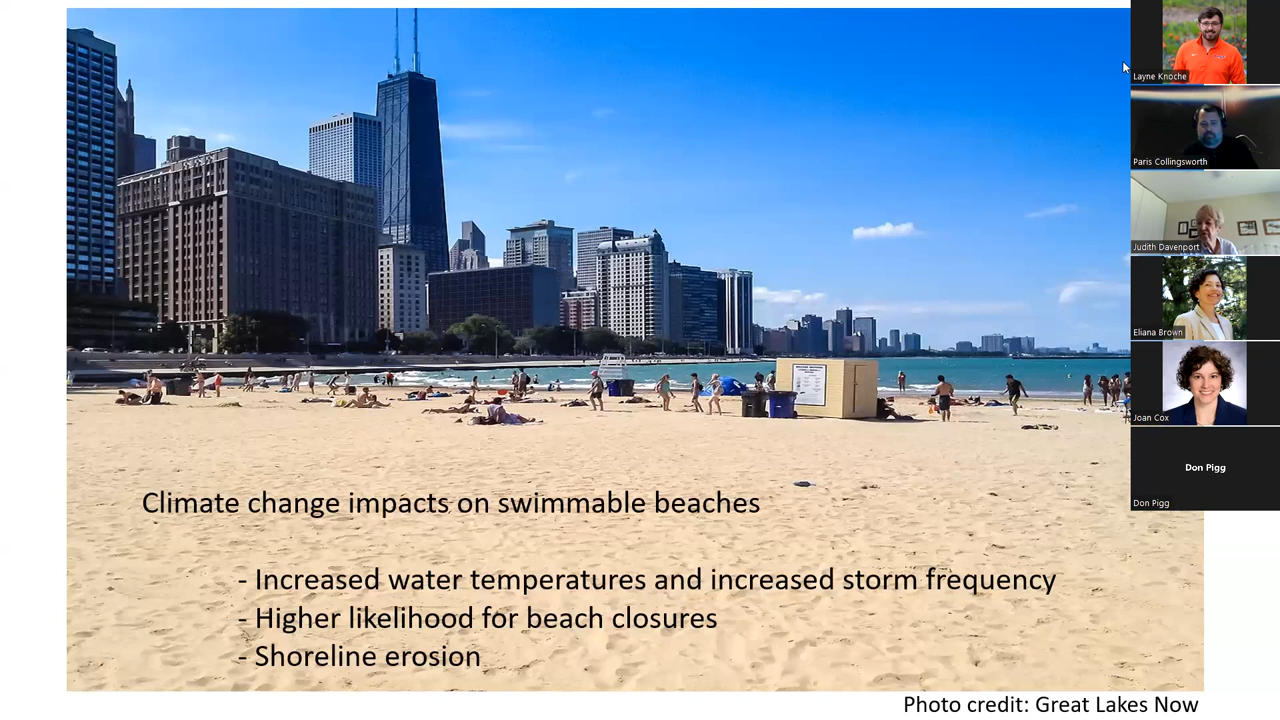 Climate change impacts on swimmable beaches
- Increased water temperatures and increased storm frequency
- Higher likelihood for beach closures
- Shoreline erosion
Photo credit: Great Lakes Now
Layne Knoche
Paris Collingsworth
Judith Davenport
Eliana Brown
Joan Cox
Don Pigg
Don Pigg